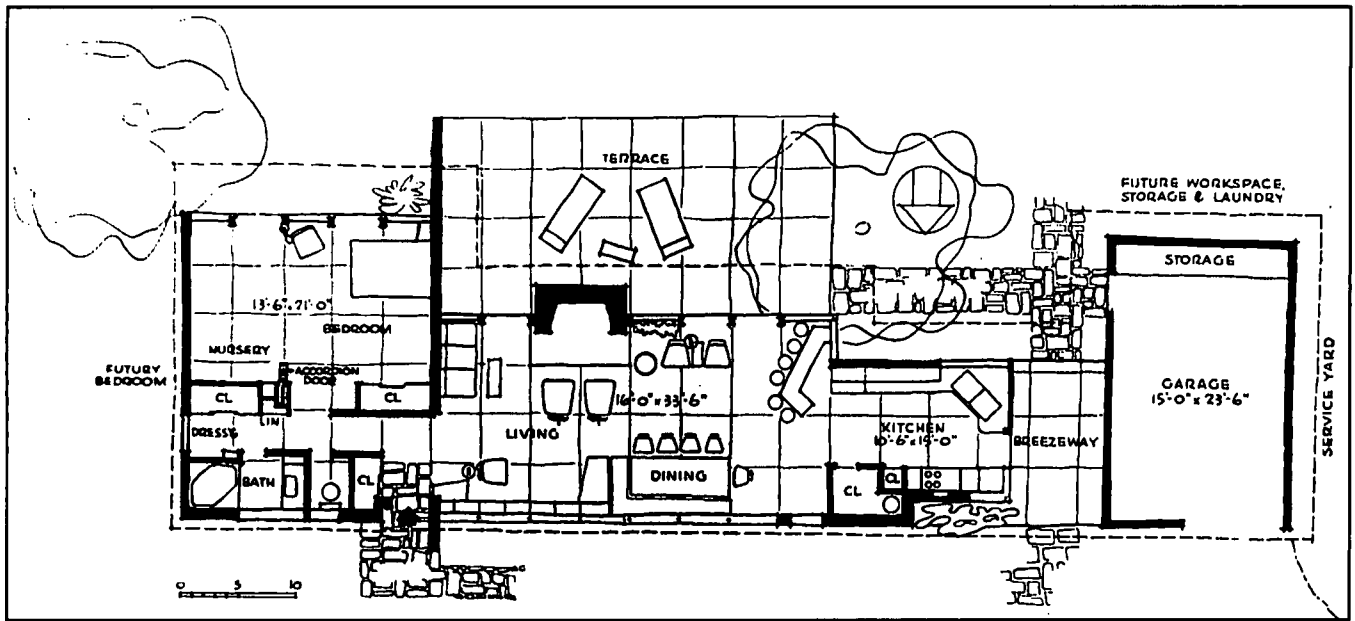 TERRACE
FUTURE WORKSPACE,
STORAGE & LAUNDRY
STORAGE
13'-6" x 21'-0"
BEDROOM
NURSERY
ACCORDION
DOOR
FUTURE
BEDROOM
CL
LIN
CL
16'-0" x 33'-6"
GARAGE
15'-0" x 23'-6"
SERVICE YARD
DRESS'G
LIVING
KITCHEN
10'-6" x 15'-0"
BREEZEWAY
BATH
CL
DINING
CL
CL
0 5 10